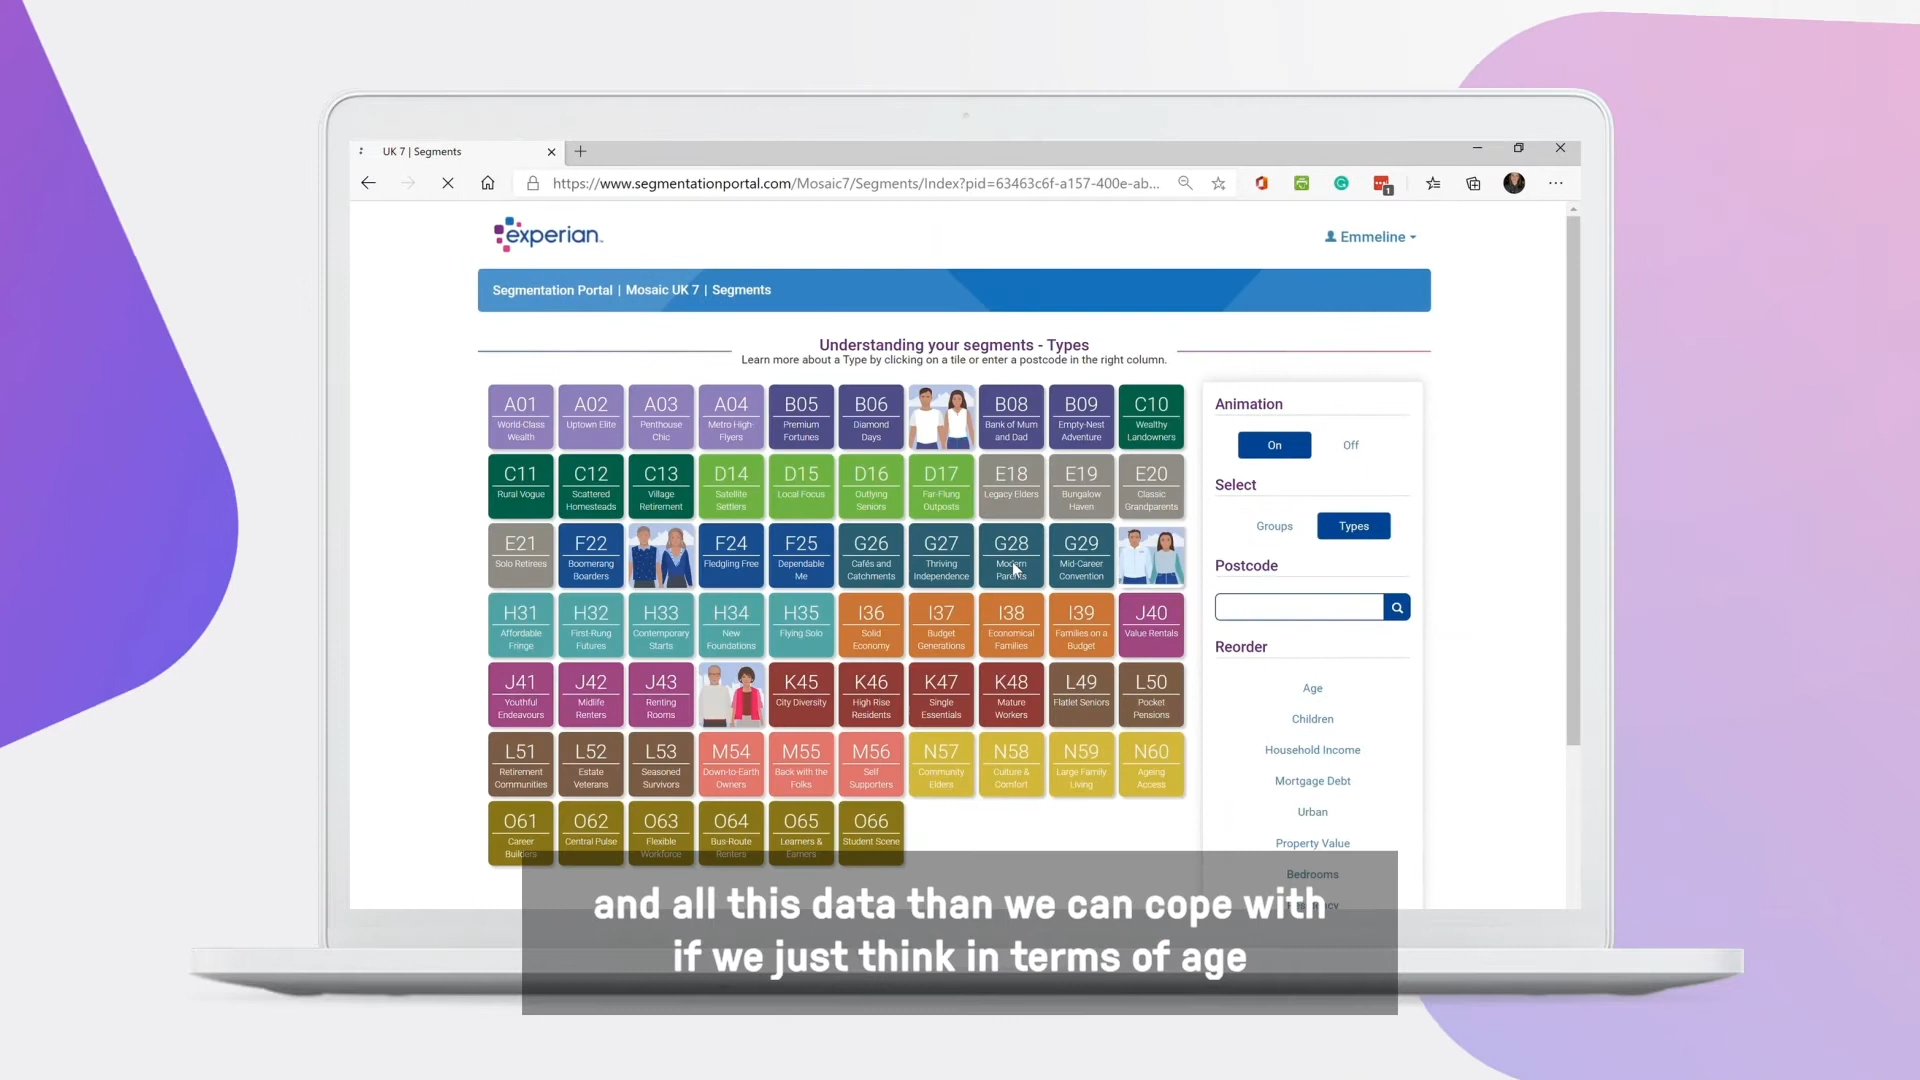 UK 7 | Segments
https://www.segmentationportal.com/Mosaic7/Segments/Index?pid=63463c6f-a157-400e-ab...
1
experian
Emmeline
Segmentation Portal | Mosaic UK 7 | Segments
Understanding your segments - Types
Learn more about a Type by clicking on a tile or enter a postcode in the right column.
A01 World-Class Wealth
A02 Uptown Elite
A03 Penthouse Chic
A04 Metro High-Flyers
B05 Premium Fortunes
B06 Diamond Days
B08 Bank of Mum and Dad
B09 Empty-Nest Adventure
C10 Wealthy Landowners
C11 Rural Vogue
C12 Scattered Homesteads
C13 Village Retirement
D14 Satellite Settlers
D15 Local Focus
D16 Outlying Seniors
D17 Far-Flung Outposts
E18 Legacy Elders
E19 Bungalow Haven
E20 Classic Grandparents
E21 Solo Retirees
F22 Boomerang Boarders
F24 Fledgling Free
F25 Dependable Me
G26 Cafés and Catchments
G27 Thriving Independence
G28 Modern Parents
G29 Mid-Career Convention
H31 Affordable Fringe
H32 First-Rung Futures
H33 Contemporary Starts
H34 New Foundations
H35 Flying Solo
I36 Solid Economy
I37 Budget Generations
I38 Economical Families
I39 Families on a Budget
J40 Value Rentals
J41 Youthful Endeavours
J42 Midlife Renters
J43 Renting Rooms
K45 City Diversity
K46 High Rise Residents
K47 Single Essentials
K48 Mature Workers
L49 Flatlet Seniors
L50 Pocket Pensions
L51 Retirement Communities
L52 Estate Veterans
L53 Seasoned Survivors
M54 Down-to-Earth Owners
M55 Back with the Folks
M56 Self Supporters
N57 Community Elders
N58 Culture & Comfort
N59 Large Family Living
N60 Ageing Access
O61 Career Builders
O62 Central Pulse
O63 Flexible Workforce
O64 Bus-Route Renters
O65 Learners & Earners
O66 Student Scene
Animation
On Off
Select
Groups Types
Postcode
Reorder
Age
Children
Household Income
Mortgage Debt
Urban
Property Value
Bedrooms
and all this data than we can cope with
if we just think in terms of age